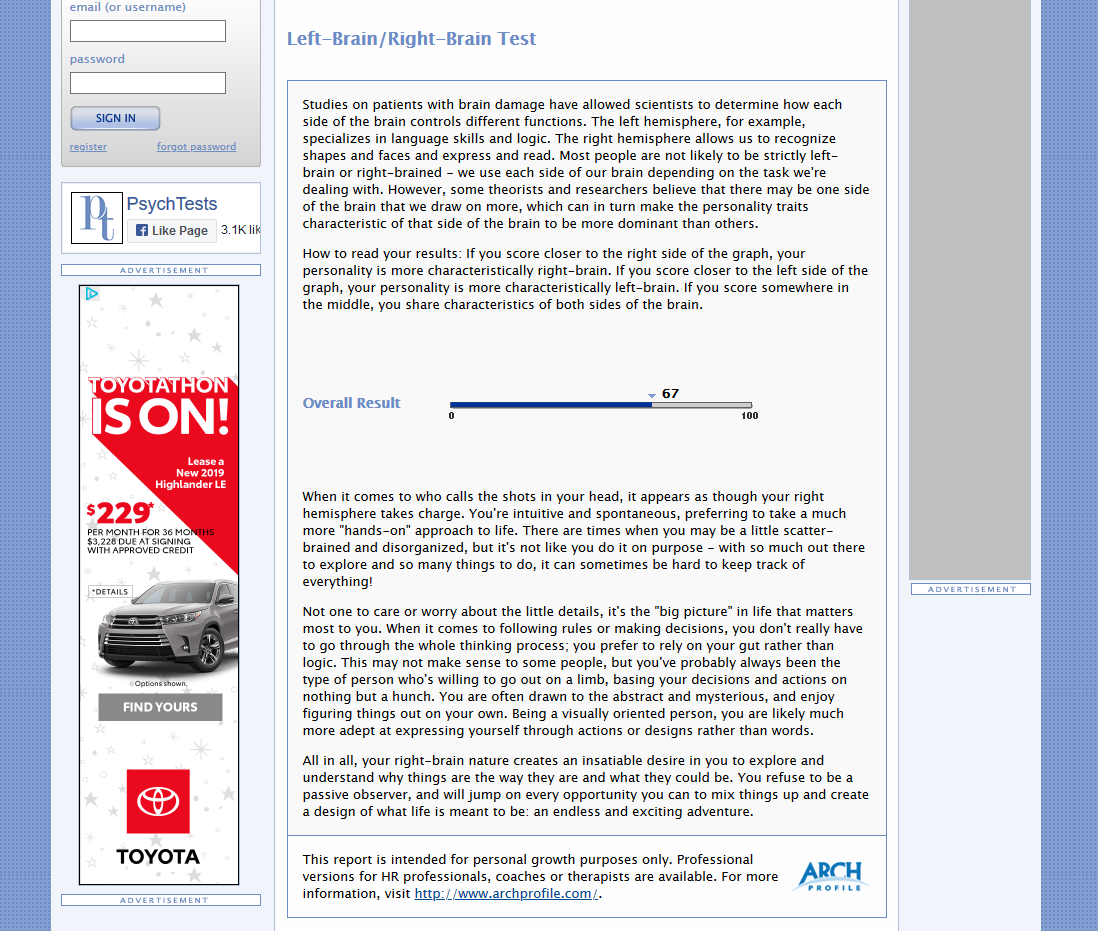 email (or username)
password
SIGN IN
register forgot password
PsychTests
Like Page 3.1K lik
ADVERTISEMENT
TOYOTATHON
IS ON!
Lease a
New 2019
Highlander LE
$229*
PER MONTH FOR 36 MONTHS
$3,228 DUE AT SIGNING
WITH APPROVED CREDIT
*DETAILS
Options shown.
FIND YOURS
TOYOTA
ADVERTISEMENT
Left-Brain/Right-Brain Test
Studies on patients with brain damage have allowed scientists to determine how each
side of the brain controls different functions. The left hemisphere, for example,
specializes in language skills and logic. The right hemisphere allows us to recognize
shapes and faces and express and read. Most people are not likely to be strictly left-
brain or right-brained - we use each side of our brain depending on the task we're
dealing with. However, some theorists and researchers believe that there may be one side
of the brain that we draw on more, which can in turn make the personality traits
characteristic of that side of the brain to be more dominant than others.
How to read your results: If you score closer to the right side of the graph, your
personality is more characteristically right-brain. If you score closer to the left side of the
graph, your personality is more characteristically left-brain. If you score somewhere in
the middle, you share characteristics of both sides of the brain.
67
Overall Result
0 100
When it comes to who calls the shots in your head, it appears as though your right
hemisphere takes charge. You're intuitive and spontaneous, preferring to take a much
more "hands-on" approach to life. There are times when you may be a little scatter-
brained and disorganized, but it's not like you do it on purpose - with so much out there
to explore and so many things to do, it can sometimes be hard to keep track of
everything!
Not one to care or worry about the little details, it's the "big picture" in life that matters
most to you. When it comes to following rules or making decisions, you don't really have
to go through the whole thinking process; you prefer to rely on your gut rather than
logic. This may not make sense to some people, but you've probably always been the
type of person who's willing to go out on a limb, basing your decisions and actions on
nothing but a hunch. You are often drawn to the abstract and mysterious, and enjoy
figuring things out on your own. Being a visually oriented person, you are likely much
more adept at expressing yourself through actions or designs rather than words.
All in all, your right-brain nature creates an insatiable desire in you to explore and
understand why things are the way they are and what they could be. You refuse to be a
passive observer, and will jump on every opportunity you can to mix things up and create
a design of what life is meant to be: an endless and exciting adventure.
This report is intended for personal growth purposes only. Professional
versions for HR professionals, coaches or therapists are available. For more
information, visit http://www.archprofile.com/.
ARCH
PROFILE
ADVERTISEMENT